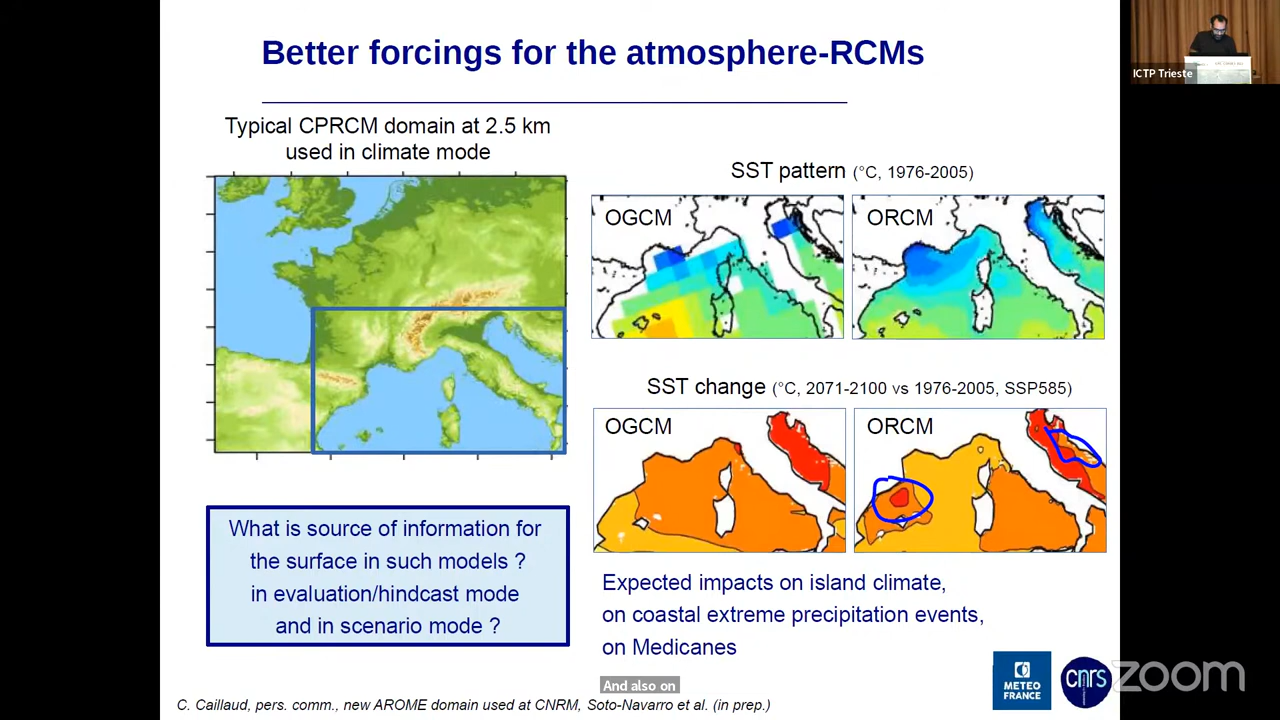 Better forcings for the atmosphere-RCMs
ICTP Trieste
Typical CPRCM domain at 2.5 km
used in climate mode
SST pattern (°C, 1976-2005)
OGCM
ORCM
SST change (°C, 2071-2100 vs 1976-2005, SSP585)
OGCM
ORCM
What is source of information for
the surface in such models ?
in evaluation/hindcast mode
and in scenario mode ?
Expected impacts on island climate,
on coastal extreme precipitation events,
on Medicanes
And also on
METEO
FRANCE
cnrs
zoom
C. Caillaud, pers. comm., new AROME domain used at CNRM, Soto-Navarro et al. (in prep.)